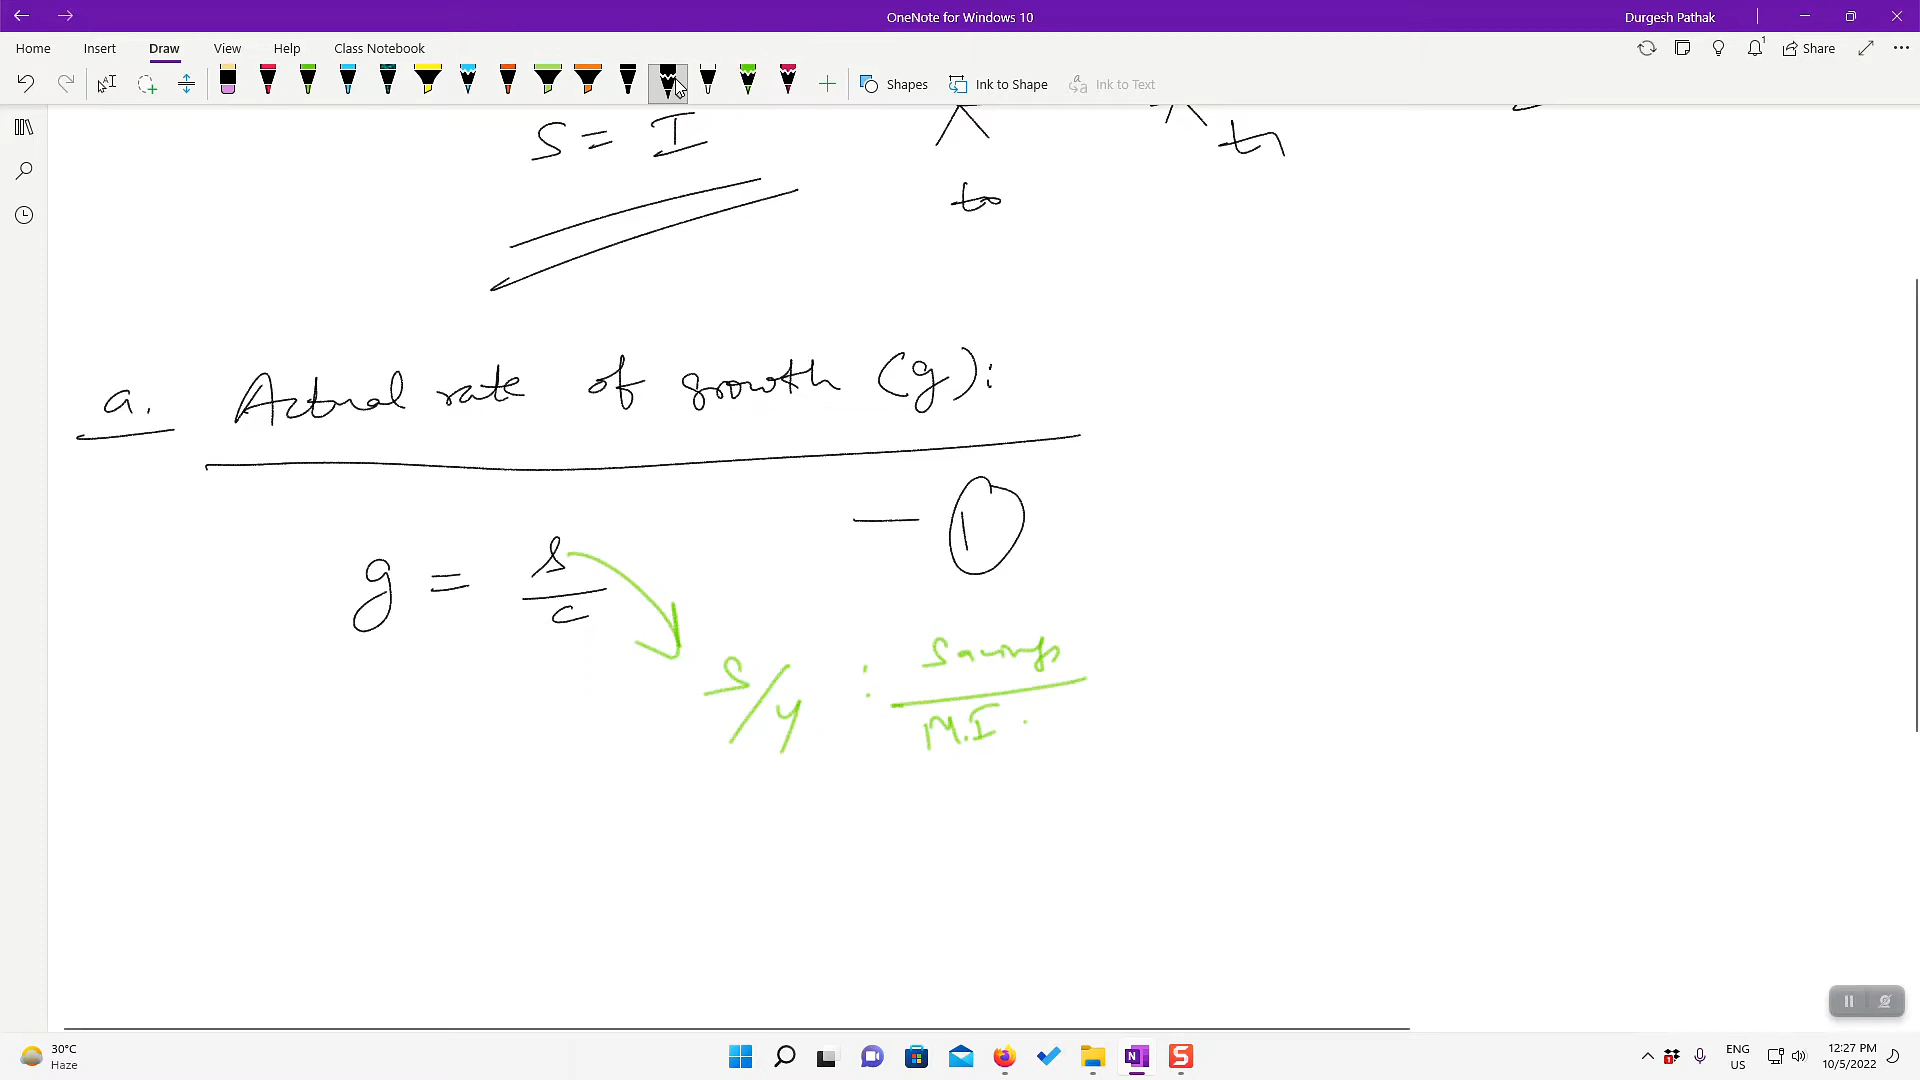 OneNote for Windows 10
Durgesh Pathak
Home Insert Draw View Help Class Notebook
1
Share
Shapes Ink to Shape Ink to Text
S = I
to
tn
a. Actual rate of growth (g):
— 1
g = s/c
S/Y : Savings / N.I.
30°C
Haze
ENG
US
12:27 PM
10/5/2022